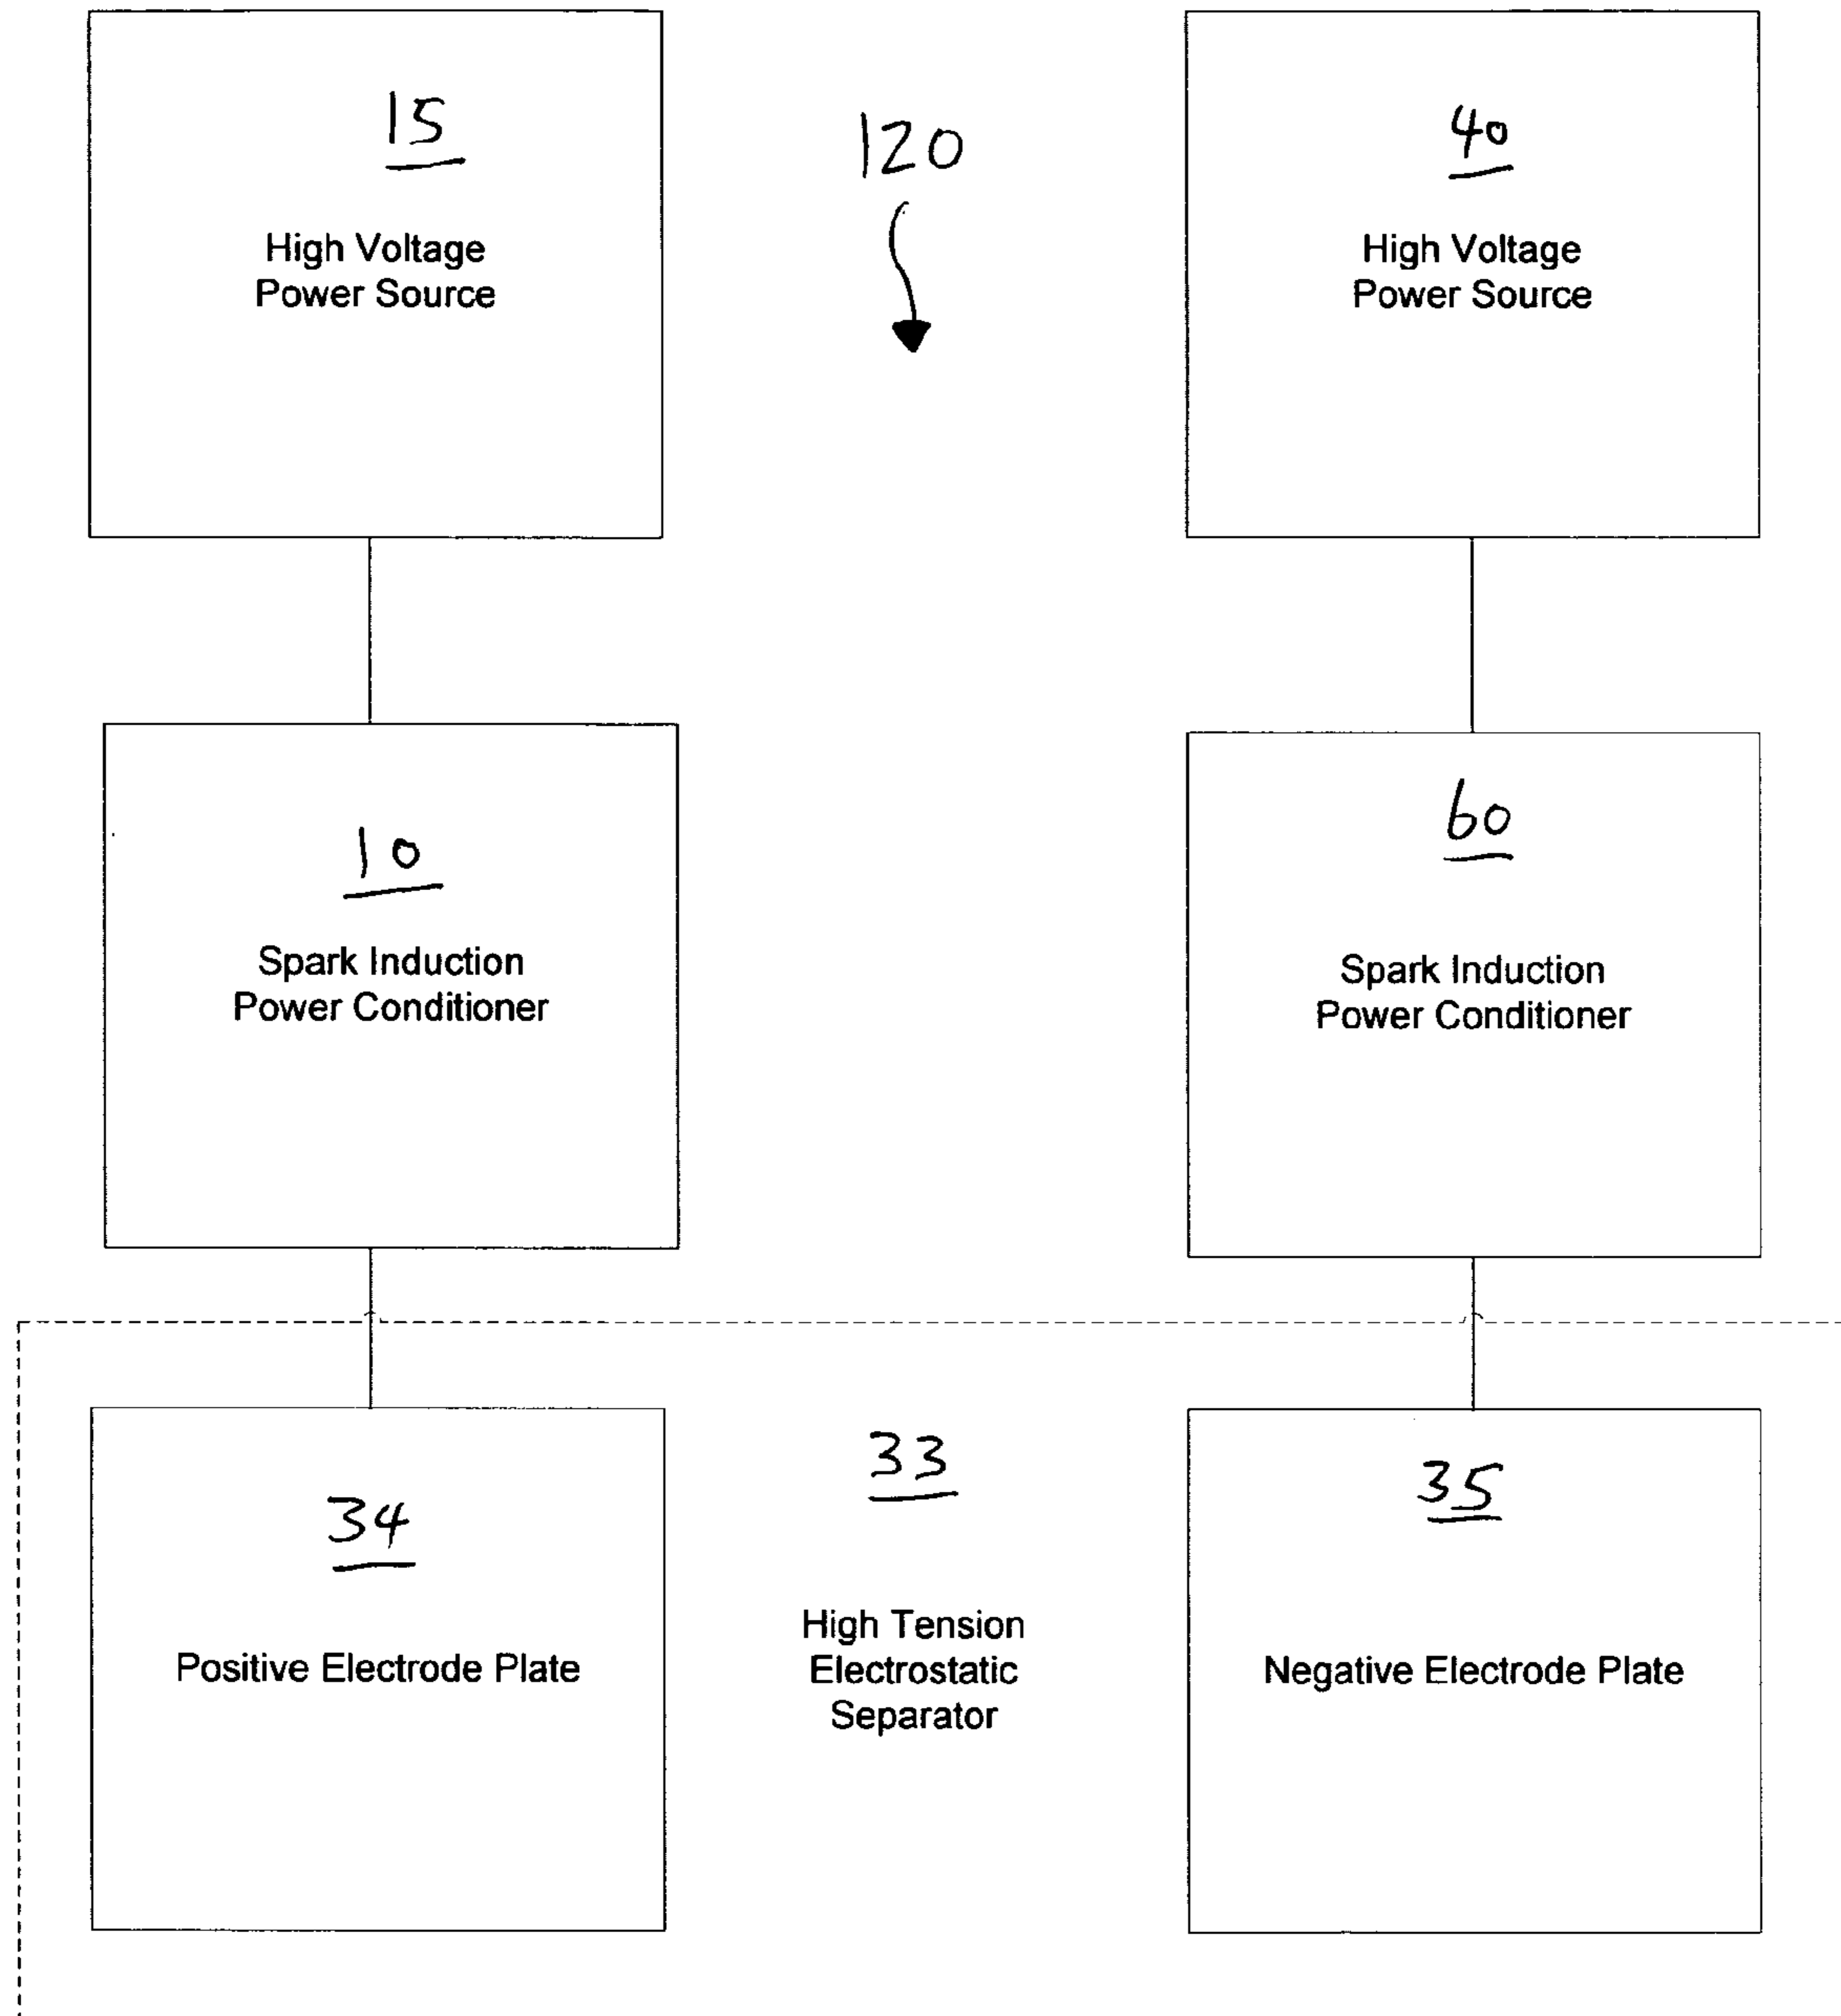 15
High Voltage
Power Source
120
40
High Voltage
Power Source
10
Spark Induction
Power Conditioner
60
Spark Induction
Power Conditioner
34
Positive Electrode Plate
33
High Tension
Electrostatic
Separator
35
Negative Electrode Plate